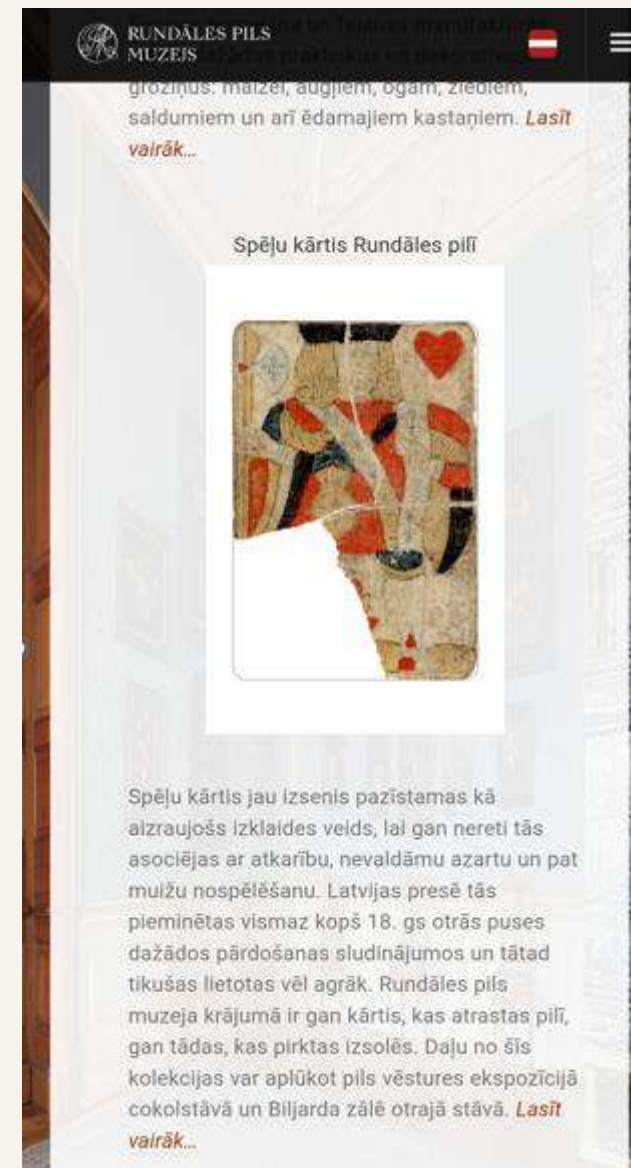 RUNDĀLES PILS
MUZEJS
groziņus: maizei, augļiem, ogām, ziediem,
saldumiem un arī ēdamajiem kastaņiem. Lasīt
vairāk...
Spēļu kārtis Rundāles pilī
Spēļu kārtis jau izsenis pazīstamas kā
aizraujošs izklaides veids, lai gan nereti tās
asociējas ar atkarību, nevaldāmu azartu un pat
muižu nospēlēšanu. Latvijas presē tās
pieminētas vismaz kopš 18. gs otrās puses
dažādos pārdošanas sludinājumos un tātad
tikušas lietotas vēl agrāk. Rundāles pils
muzeja krājumā ir gan kārtis, kas atrastas pilī,
gan tādas, kas pirktas izsolēs. Daļu no šīs
kolekcijas var aplūkot pils vēstures ekspozīcijā
cokolstāvā un Biljarda zālē otrajā stāvā. Lasīt
vairāk...